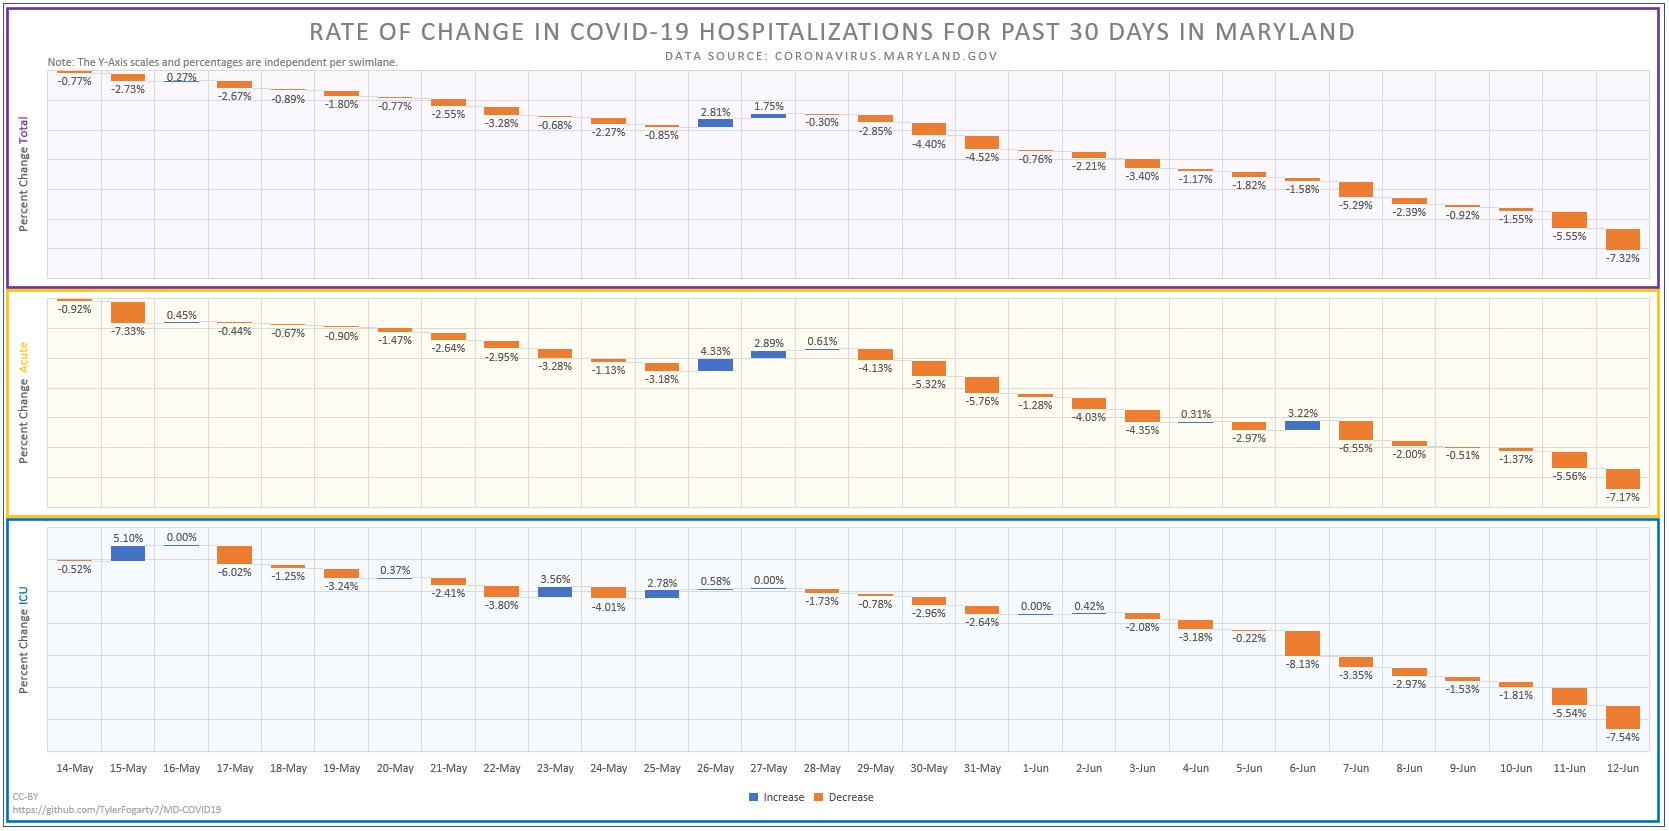 RATE OF CHANGE IN COVID-19 HOSPITALIZATIONS FOR PAST 30 DAYS IN MARYLAND
DATA SOURCE: CORONAVIRUS.MARYLAND.GOV
Note: The Y-Axis scales and percentages are independent per swimlane.
Percent Change Total
-0.77% -2.73% 0.27% -2.67% -0.89% -1.80% -0.77% -2.55% -3.28% -0.68% -2.27% -0.85% 2.81% 1.75% -0.30% -2.85% -4.40% -4.52% -0.76% -2.21% -3.40% -1.17% -1.82% -1.58% -5.29% -2.39% -0.92% -1.55% -5.55% -7.32%
Percent Change Acute
-0.92% -7.33% 0.45% -0.44% -0.67% -0.90% -1.47% -2.64% -2.95% -3.28% -1.13% -3.18% 4.33% 2.89% 0.61% -4.13% -5.32% -5.76% -1.28% -4.03% -4.35% 0.31% -2.97% 3.22% -6.55% -2.00% -0.51% -1.37% -5.56% -7.17%
Percent Change ICU
-0.52% 5.10% 0.00% -6.02% -1.25% -3.24% 0.37% -2.41% -3.80% 3.56% -4.01% 2.78% 0.58% 0.00% -1.73% -0.78% -2.96% -2.64% 0.00% 0.42% -2.08% -3.18% -0.22% -8.13% -3.35% -2.97% -1.53% -1.81% -5.54% -7.54%
14-May 15-May 16-May 17-May 18-May 19-May 20-May 21-May 22-May 23-May 24-May 25-May 26-May 27-May 28-May 29-May 30-May 31-May 1-Jun 2-Jun 3-Jun 4-Jun 5-Jun 6-Jun 7-Jun 8-Jun 9-Jun 10-Jun 11-Jun 12-Jun
Increase Decrease
CC-BY
https://github.com/TylerFogarty7/MD-COVID19